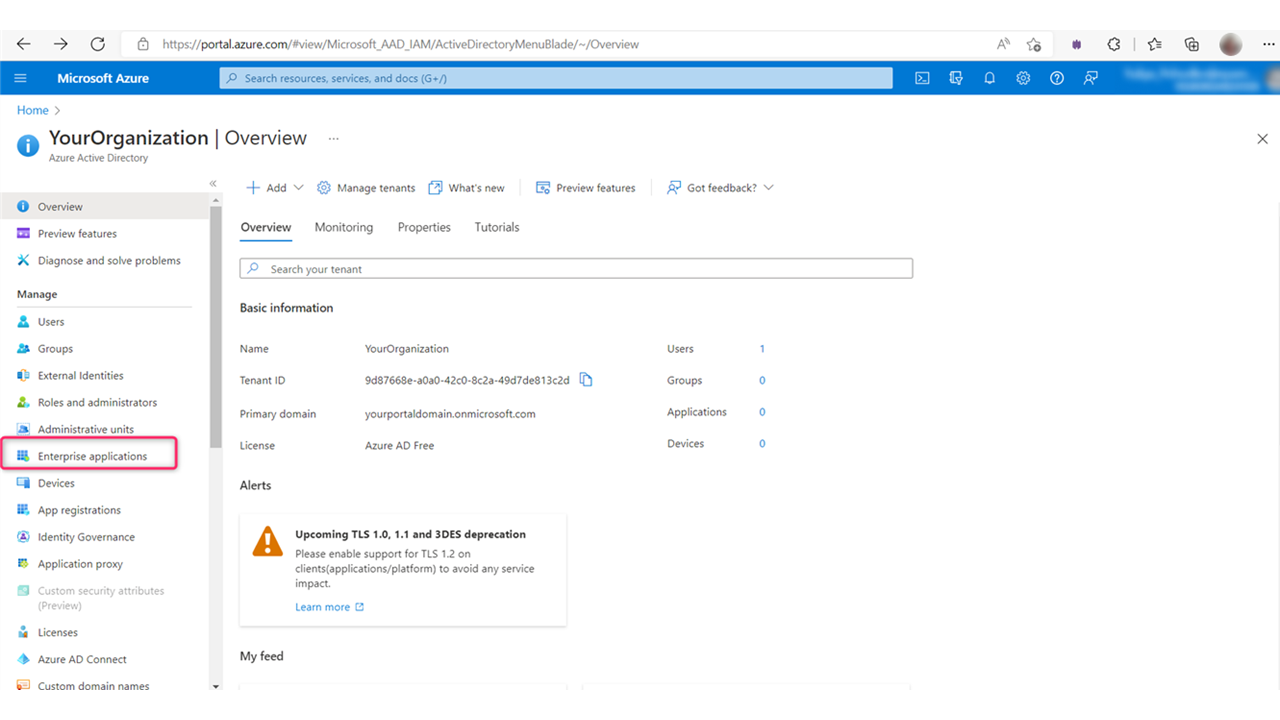 https://portal.azure.com/#view/Microsoft_AAD_IAM/ActiveDirectoryMenuBlade/~/Overview
Microsoft Azure
Search resources, services, and docs (G+/)
Home
YourOrganization | Overview
Azure Active Directory
Add
Manage tenants
What's new
Preview features
Got feedback?
Overview
Preview features
Diagnose and solve problems
Manage
Users
Groups
External Identities
Roles and administrators
Administrative units
Enterprise applications
Devices
App registrations
Identity Governance
Application proxy
Custom security attributes
(Preview)
Licenses
Azure AD Connect
Custom domain names
Overview Monitoring Properties Tutorials
Search your tenant
Basic information
Name YourOrganization Users 1
Tenant ID 9d87668e-a0a0-42c0-8c2a-49d7de813c2d Groups 0
Primary domain yourportaldomain.onmicrosoft.com Applications 0
License Azure AD Free Devices 0
Alerts
Upcoming TLS 1.0, 1.1 and 3DES deprecation
Please enable support for TLS 1.2 on
clients(applications/platform) to avoid any service
impact.
Learn more
My feed